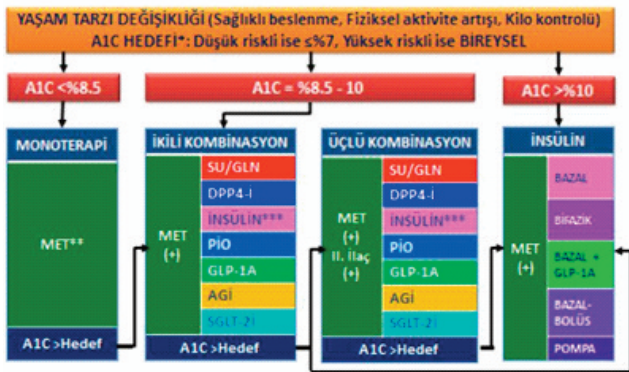 YAŞAM TARZI DEĞİŞİKLİĞİ (Sağlıklı beslenme, Fiziksel aktivite artışı, Kilo kontrolü)
A1C HEDEFİ*: Düşük riskli ise ≤%7, Yüksek riskli ise BİREYSEL
A1C <%8.5
A1C = %8.5 - 10
A1C >%10
MONOTERAPİ
MET**
A1C >Hedef
İKİLİ KOMBİNASYON
MET
(+)
SU/GLN
DPP4-İ
İNSÜLİN***
PİO
GLP-1A
AGİ
SGLT-2i
A1C >Hedef
ÜÇLÜ KOMBİNASYON
MET
(+)
II. İlaç
(+)
SU/GLN
DPP4-İ
İNSÜLİN***
PİO
GLP-1A
AGİ
SGLT-2i
A1C >Hedef
İNSÜLİN
MET
(+)
BAZAL
BİFAZİK
BAZAL +
GLP-1A
BAZAL-
BOLÜS
POMPA